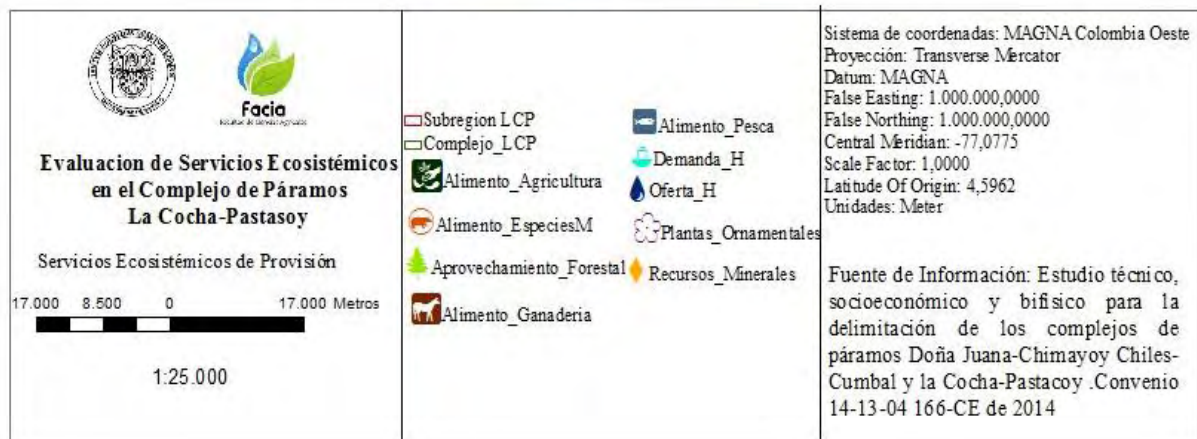 Facia
Facultad de Ciencias Agrícolas
Evaluacion de Servicios Ecosistémicos
en el Complejo de Páramos
La Cocha-Pastasoy
Servicios Ecosistémicos de Provisión
17.000 8.500 0 17.000 Metros
1:25.000
Subregion LCP
Complejo_LCP
Alimento_Agricultura
Alimento_EspeciesM
Aprovechamiento_Forestal
Alimento_Ganaderia
Alimento_Pesca
Demanda_H
Oferta_H
Plantas_Ornamentales
Recursos_Minerales
Sistema de coordenadas: MAGNA Colombia Oeste
Proyección: Transverse Mercator
Datum: MAGNA
False Easting: 1.000.000,0000
False Northing: 1.000.000,0000
Central Meridian: -77,0775
Scale Factor: 1,0000
Latitude Of Origin: 4,5962
Unidades: Meter
Fuente de Información: Estudio técnico,
socioeconómico y bifisico para la
delimitación de los complejos de
páramos Doña Juana-Chimayoy Chiles-
Cumbal y la Cocha-Pastacoy .Convenio
14-13-04 166-CE de 2014